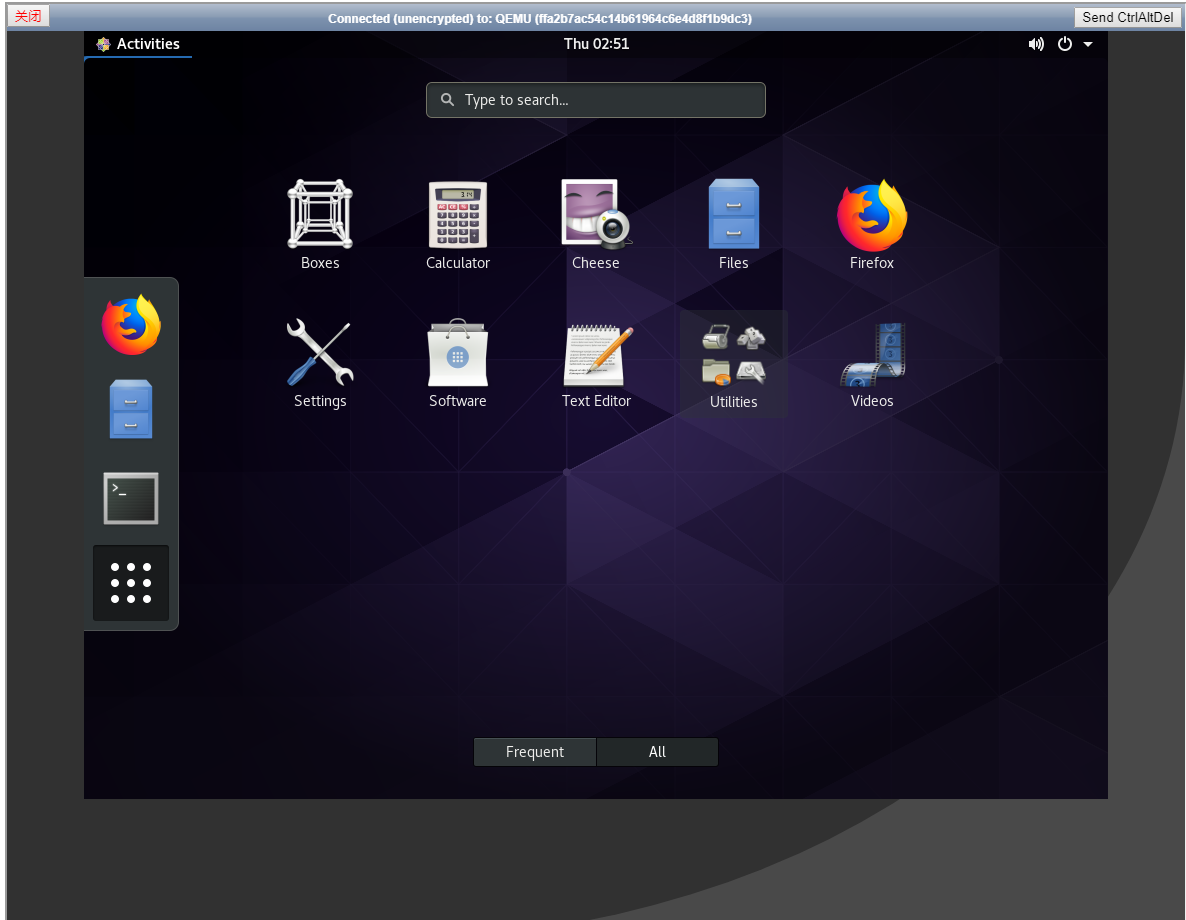 关闭
Connected (unencrypted) to: QEMU (ffa2b7ac54c14b61964c6e4d8f1b9dc3)
Send CtrlAltDel
Activities
Thu 02:51
Type to search...
Boxes
Calculator
Cheese
Files
Firefox
Settings
Software
Text Editor
Utilities
Videos
>_
Frequent
All